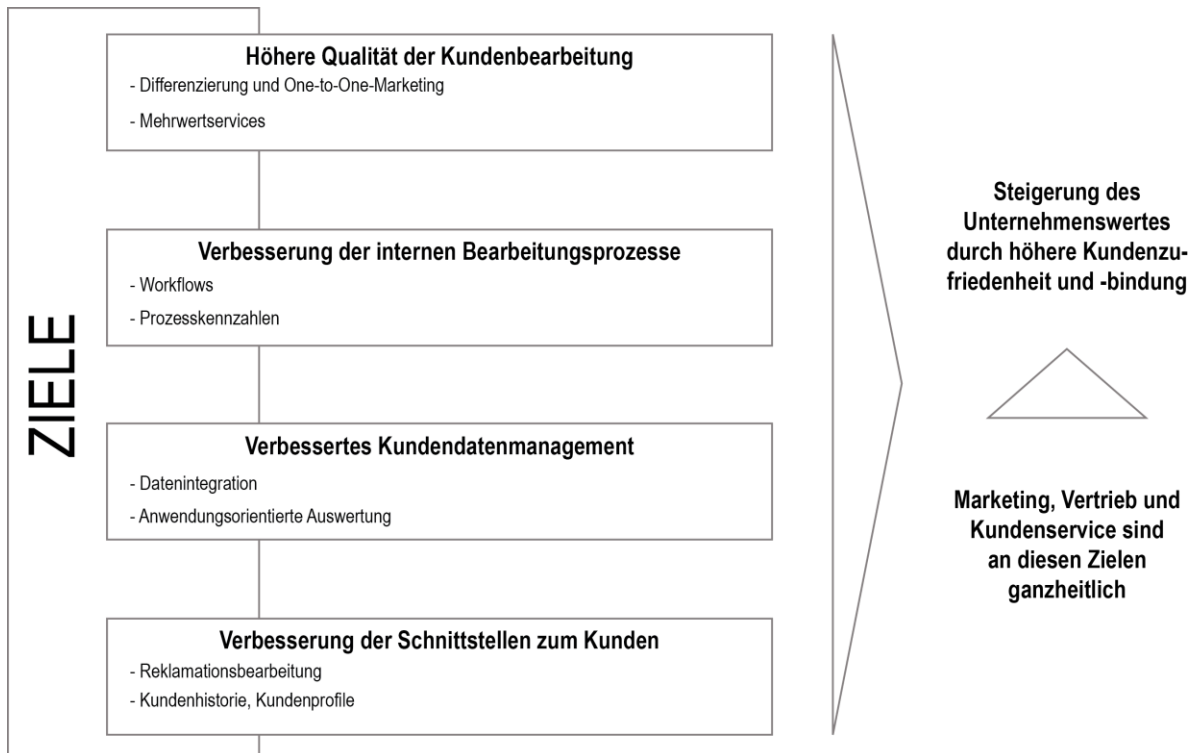 ZIELE
Höhere Qualität der Kundenbearbeitung
- Differenzierung und One-to-One-Marketing
- Mehrwertservices
Verbesserung der internen Bearbeitungsprozesse
- Workflows
- Prozesskennzahlen
Verbessertes Kundendatenmanagement
- Datenintegration
- Anwendungsorientierte Auswertung
Verbesserung der Schnittstellen zum Kunden
- Reklamationsbearbeitung
- Kundenhistorie, Kundenprofile
Steigerung des
Unternehmenswertes
durch höhere Kundenzu-
friedenheit und -bindung
Marketing, Vertrieb und
Kundenservice sind
an diesen Zielen
ganzheitlich